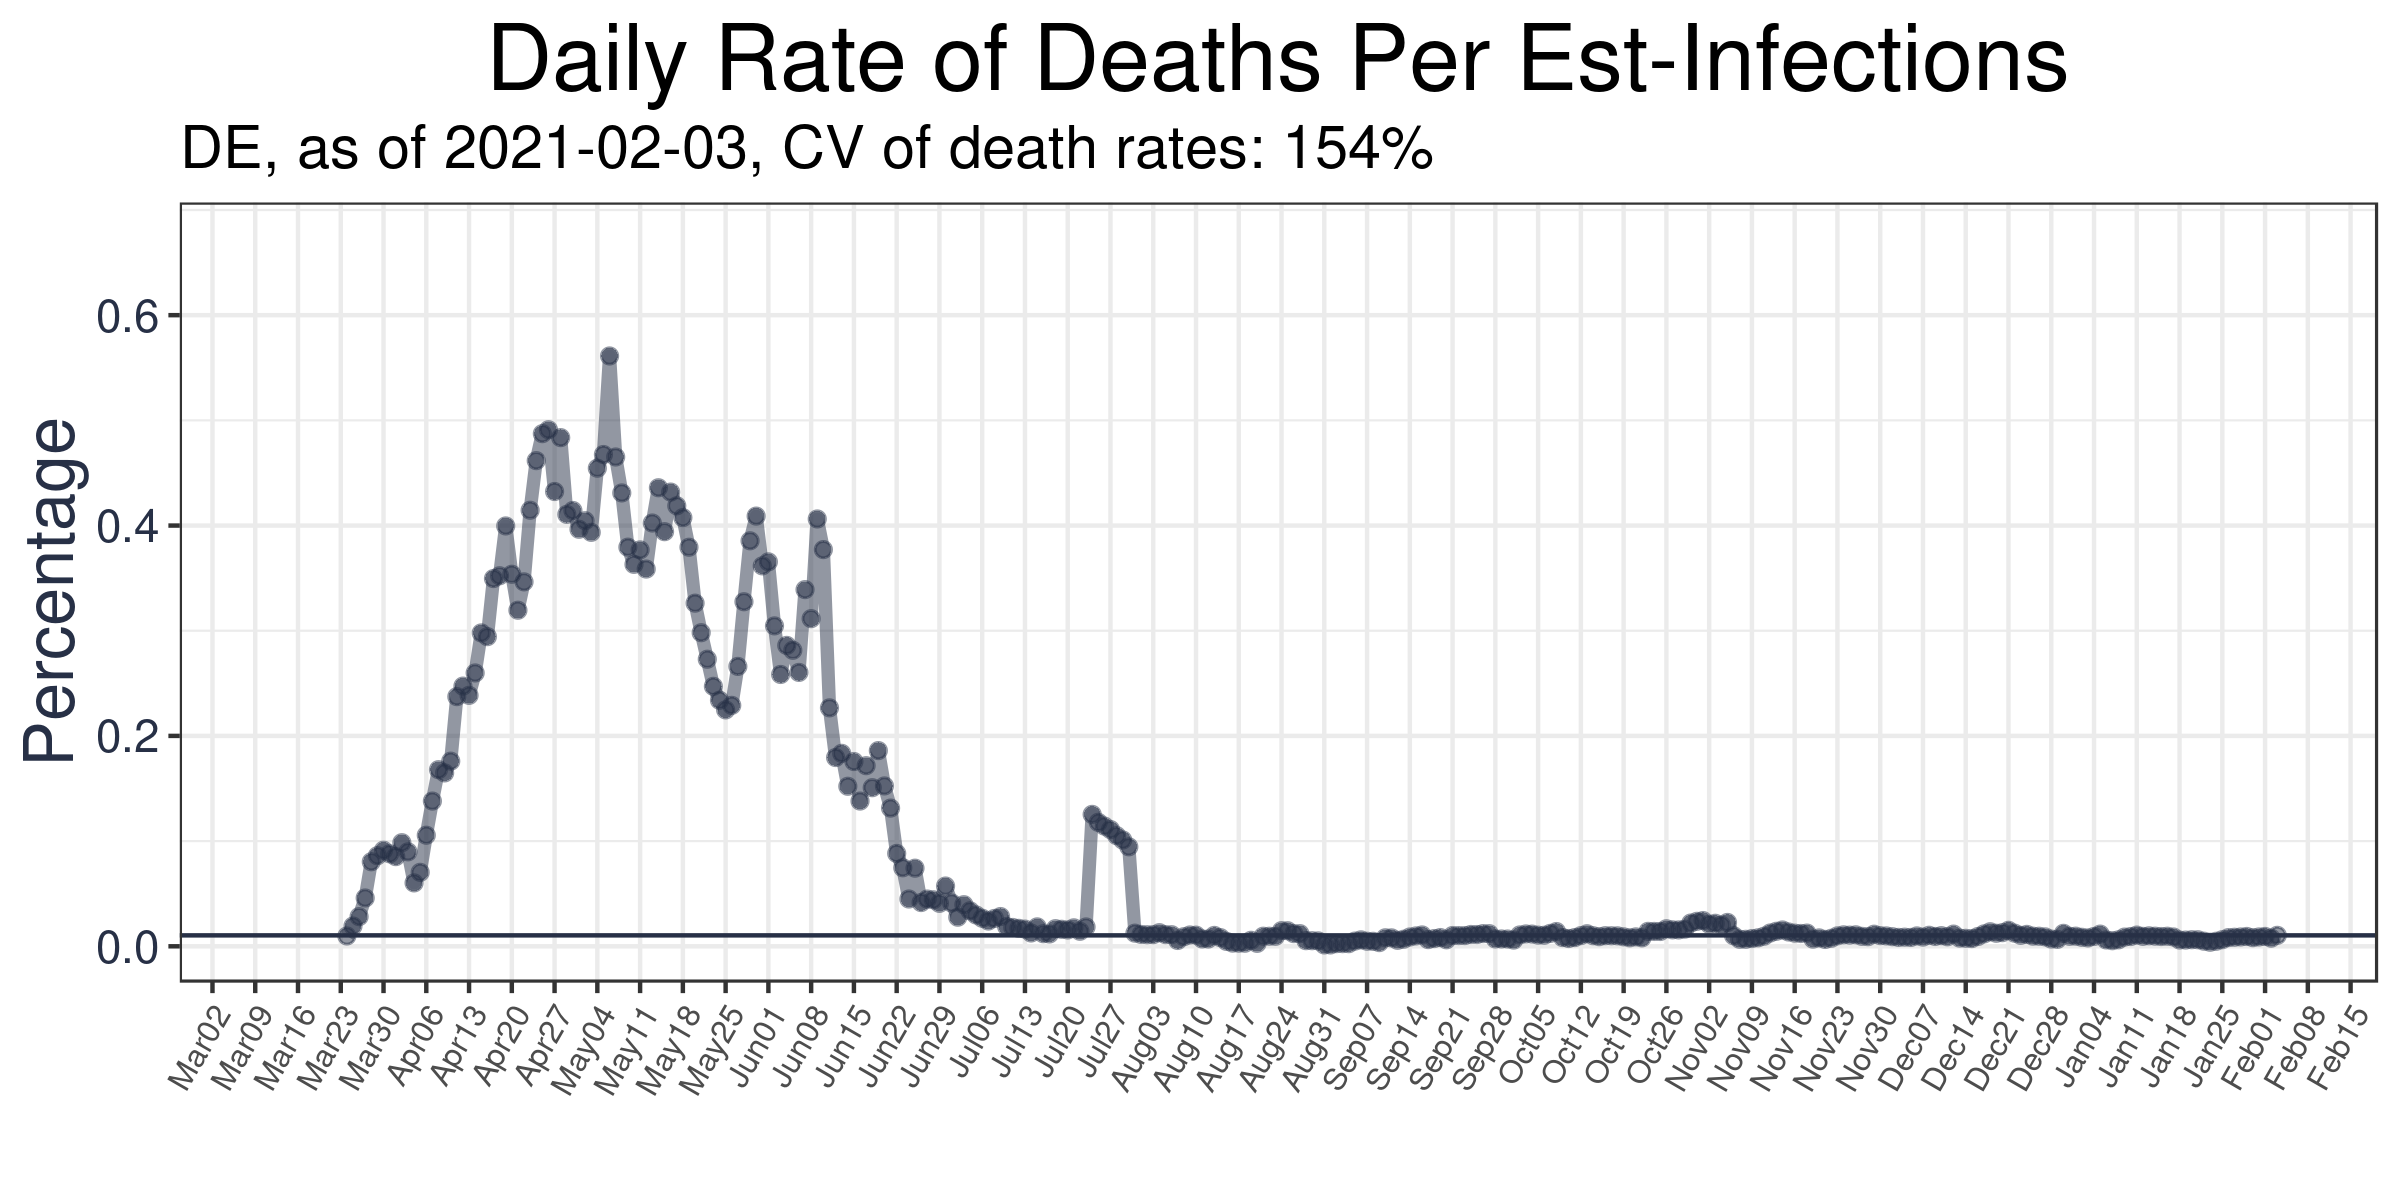 Daily Rate of Deaths Per Est-Infections
DE, as of 2021-02-03, CV of death rates: 154%
Percentage
0.6
0.4
0.2
0.0
Mar02 Mar09 Mar16 Mar23 Mar30 Apr06 Apr13 Apr20 Apr27 May04 May11 May18 May25 Jun01 Jun08 Jun15 Jun22 Jun29 Jul06 Jul13 Jul20 Jul27 Aug03 Aug10 Aug17 Aug24 Aug31 Sep07 Sep14 Sep21 Sep28 Oct05 Oct12 Oct19 Oct26 Nov02 Nov09 Nov16 Nov23 Nov30 Dec07 Dec14 Dec21 Dec28 Jan04 Jan11 Jan18 Jan25 Feb01 Feb08 Feb15